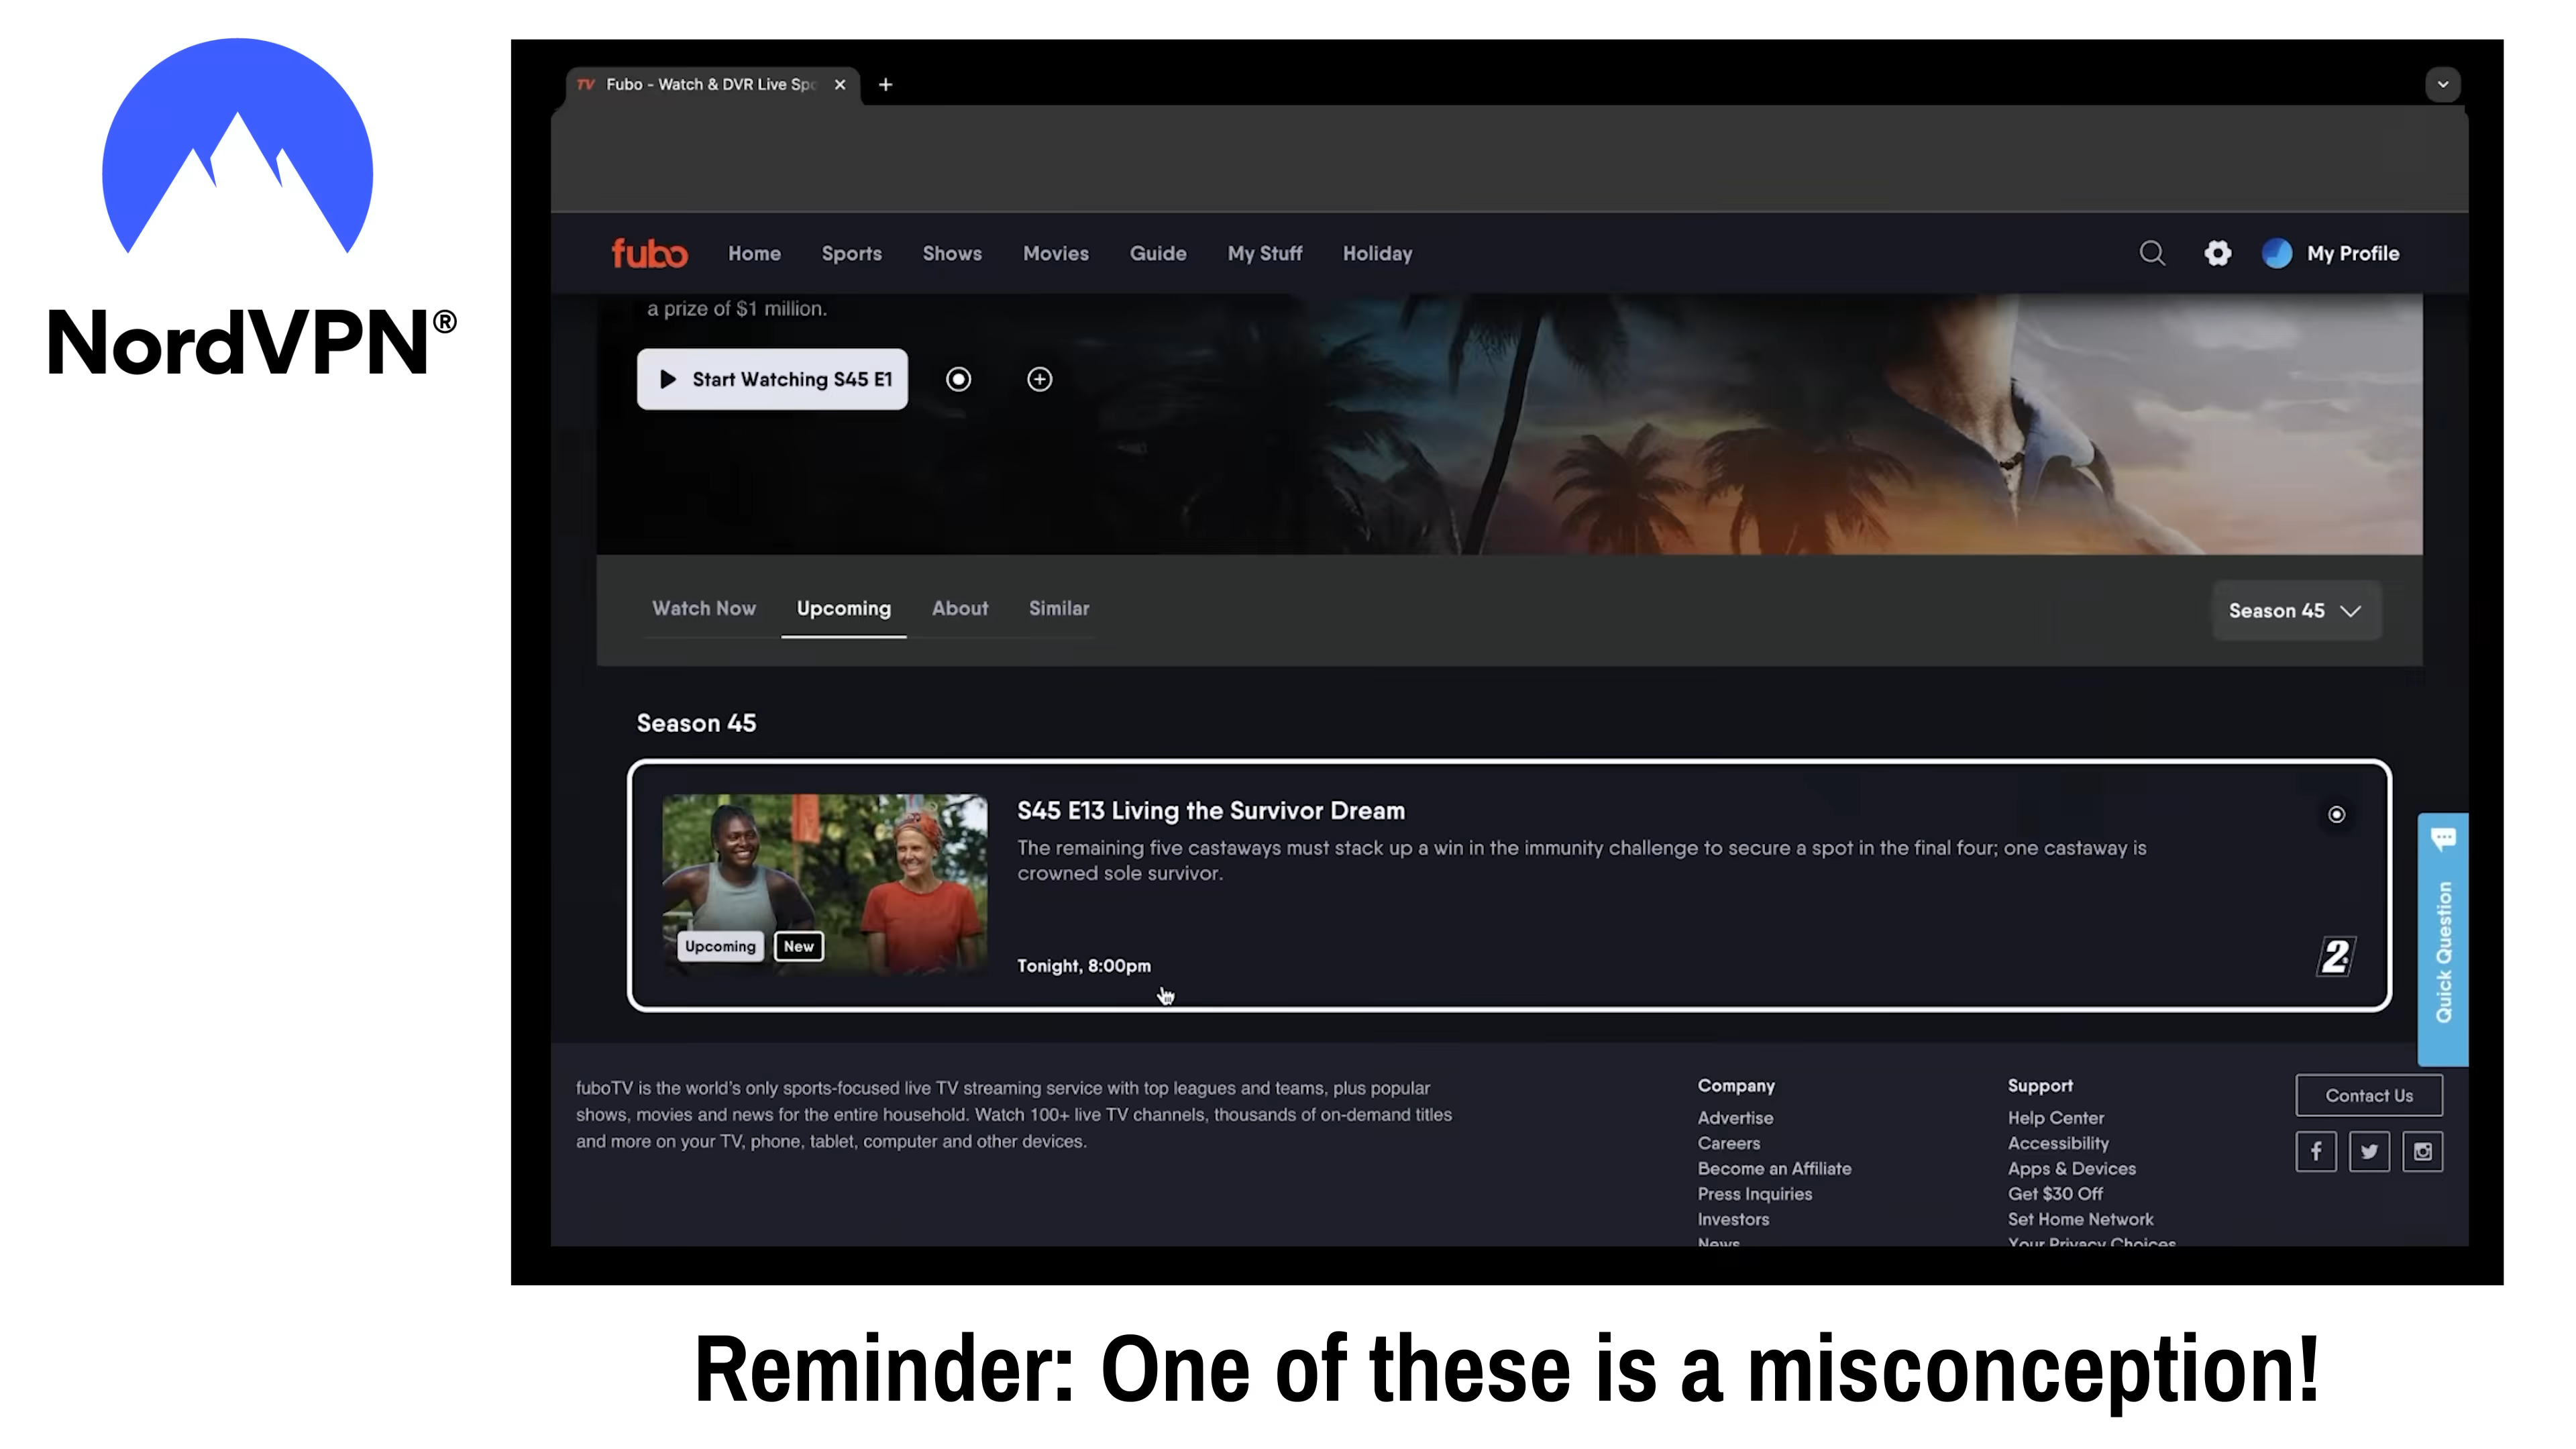 NordVPN®
TV Fubo - Watch & DVR Live Spo
fubo Home Sports Shows Movies Guide My Stuff Holiday My Profile
a prize of $1 million.
Start Watching S45 E1
Watch Now Upcoming About Similar Season 45
Season 45
S45 E13 Living the Survivor Dream
The remaining five castaways must stack up a win in the immunity challenge to secure a spot in the final four; one castaway is
crowned sole survivor.
Upcoming New
Tonight, 8:00pm
2
Quick Question
fuboTV is the world's only sports-focused live TV streaming service with top leagues and teams, plus popular
shows, movies and news for the entire household. Watch 100+ live TV channels, thousands of on-demand titles
and more on your TV, phone, tablet, computer and other devices.
Company
Advertise
Careers
Become an Affiliate
Press Inquiries
Investors
News
Support
Help Center
Accessibility
Apps & Devices
Get $30 Off
Set Home Network
Your Privacy Choices
Contact Us
Reminder: One of these is a misconception!